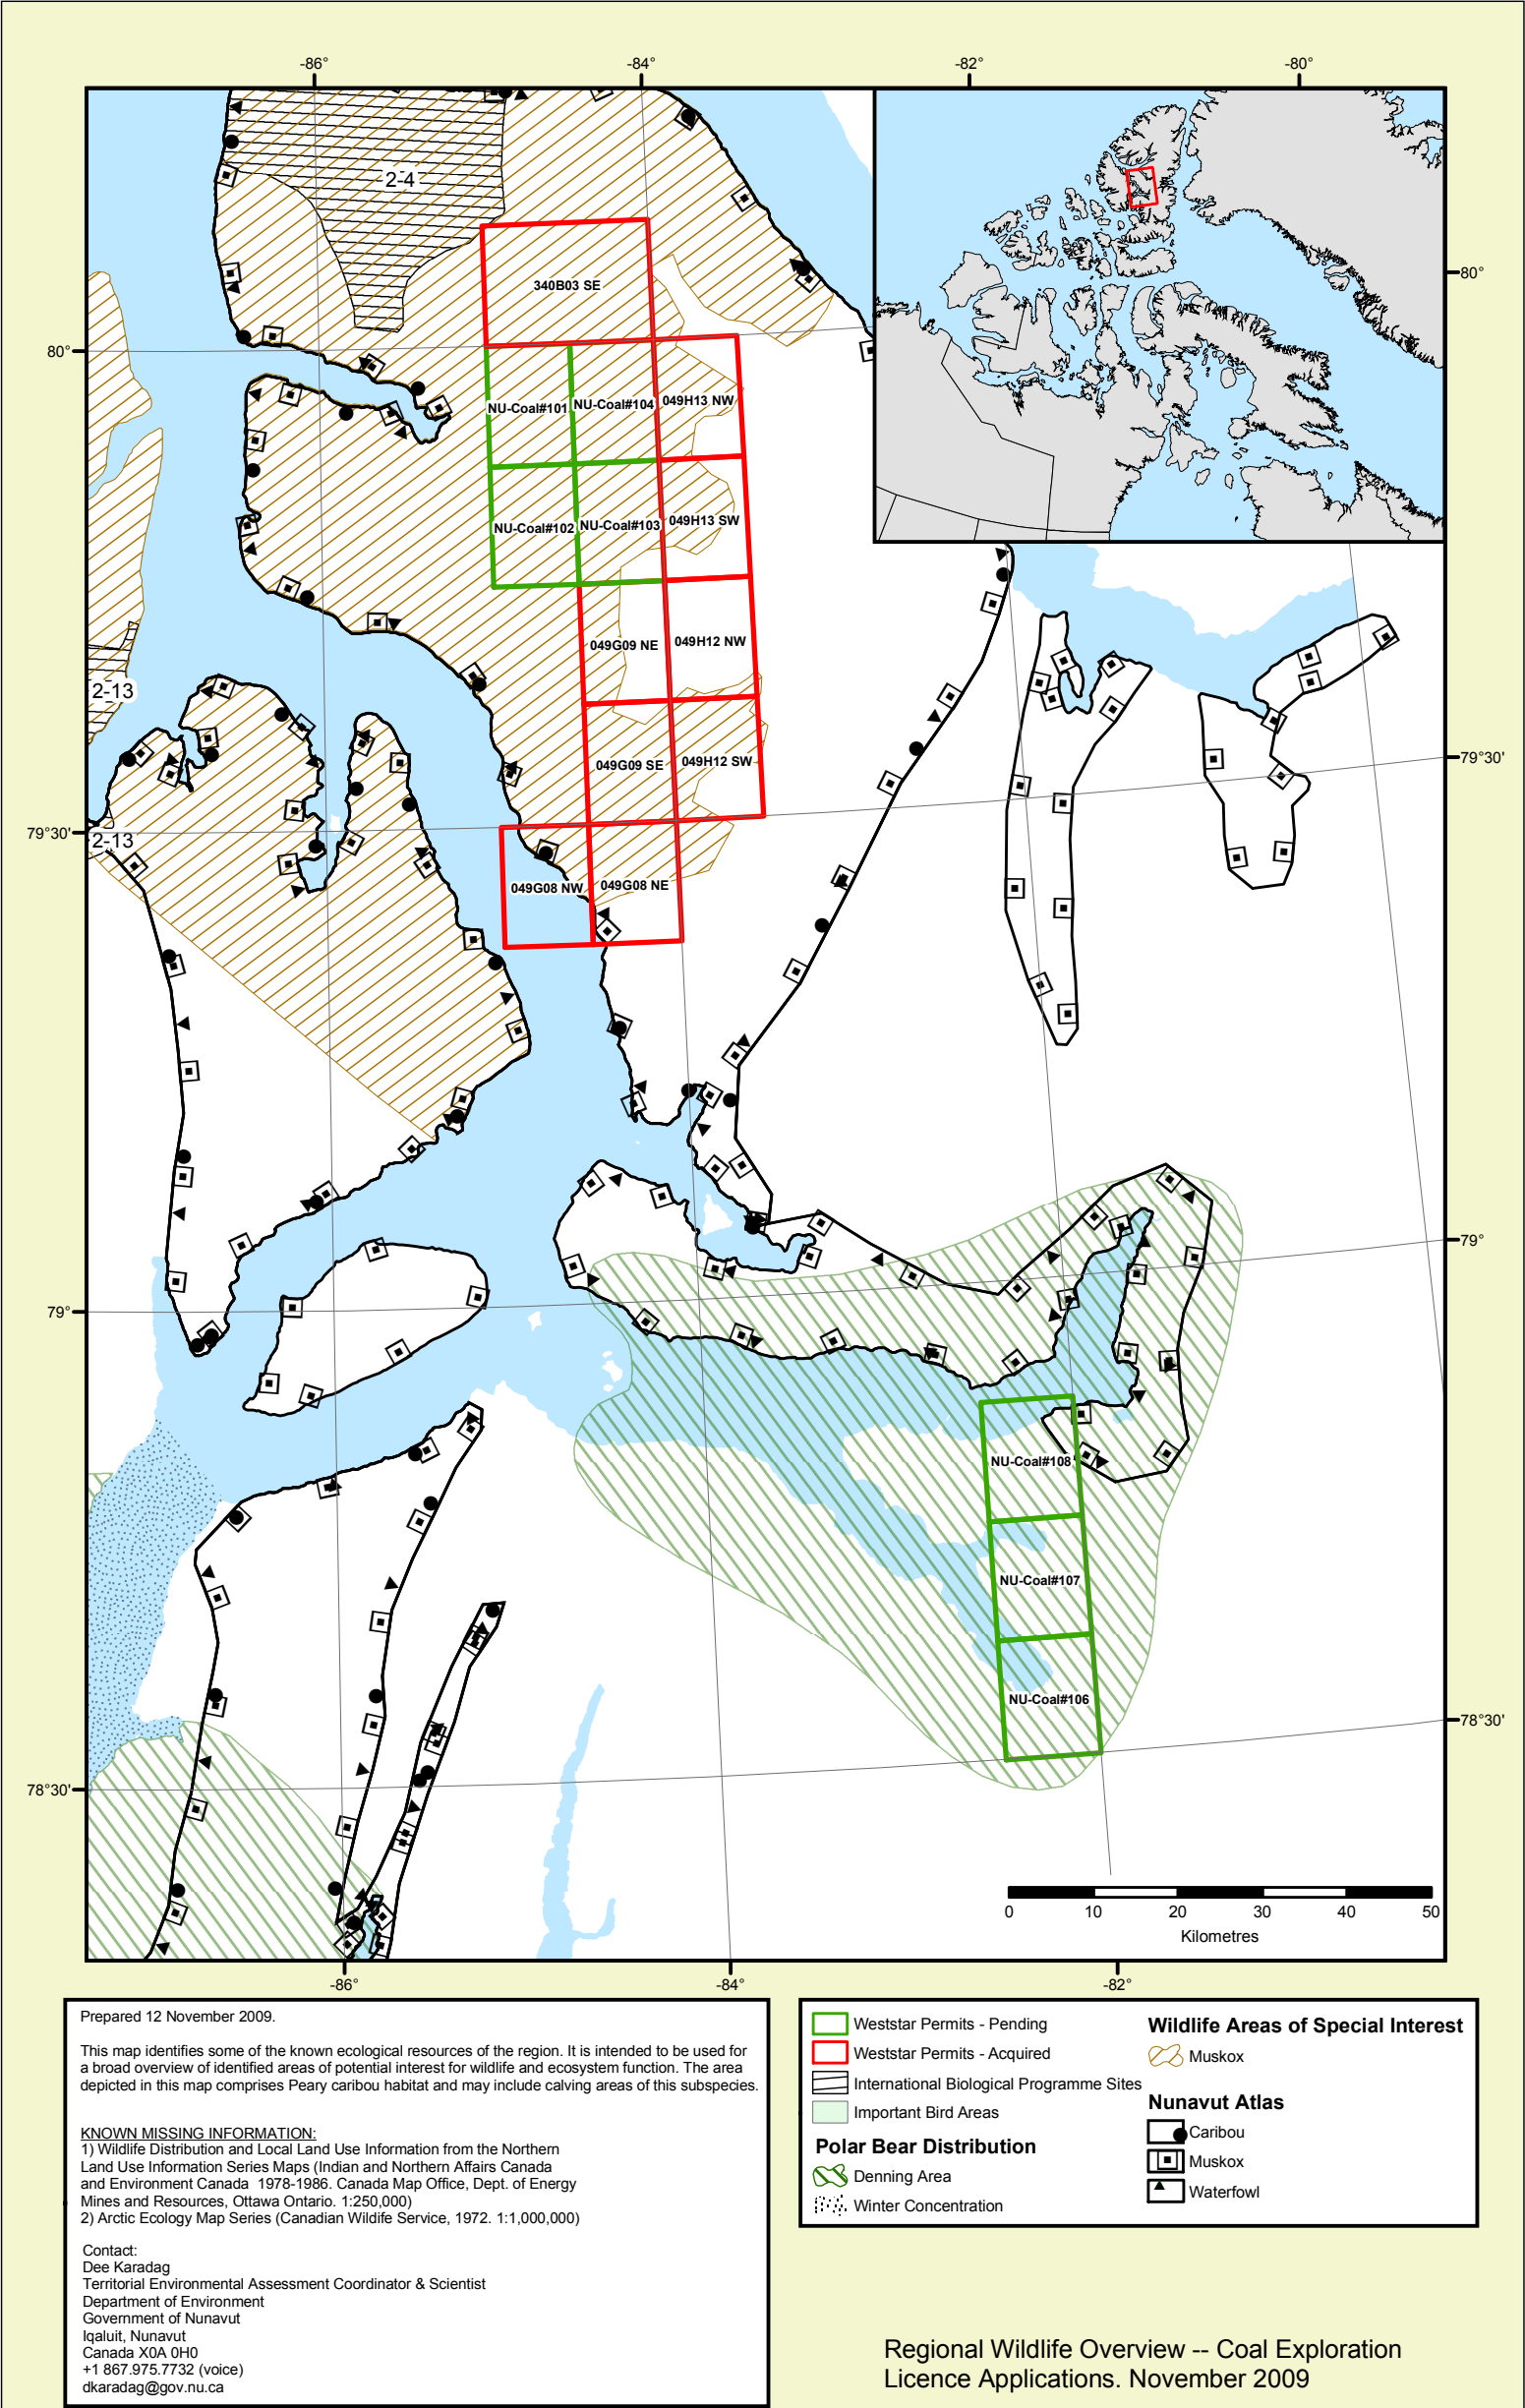 -86°
-84°
-82°
-80°
2-4
340B03 SE
80°
80°
NU-Coal#101
NU-Coal#104
049H13 NW
NU-Coal#102
NU-Coal#103
049H13 SW
049G09 NE
049H12 NW
2-13
049G09 SE
049H12 SW
79°30'
79°30'
2-13
049G08 NW
049G08 NE
79°
79°
NU-Coal#108
NU-Coal#107
NU-Coal#106
78°30'
78°30'
0 10 20 30 40 50
Kilometres
-86°
-84°
-82°
Prepared 12 November 2009.
This map identifies some of the known ecological resources of the region. It is intended to be used for
a broad overview of identified areas of potential interest for wildlife and ecosystem function. The area
depicted in this map comprises Peary caribou habitat and may include calving areas of this subspecies.
KNOWN MISSING INFORMATION:
1) Wildlife Distribution and Local Land Use Information from the Northern
Land Use Information Series Maps (Indian and Northern Affairs Canada
and Environment Canada 1978-1986. Canada Map Office, Dept. of Energy
Mines and Resources, Ottawa Ontario. 1:250,000)
2) Arctic Ecology Map Series (Canadian Wildife Service, 1972. 1:1,000,000)
Contact:
Dee Karadag
Territorial Environmental Assessment Coordinator & Scientist
Department of Environment
Government of Nunavut
Iqaluit, Nunavut
Canada X0A 0H0
+1 867.975.7732 (voice)
dkaradag@gov.nu.ca
Weststar Permits - Pending
Weststar Permits - Acquired
International Biological Programme Sites
Important Bird Areas
Polar Bear Distribution
Denning Area
Winter Concentration
Wildlife Areas of Special Interest
Muskox
Nunavut Atlas
Caribou
Muskox
Waterfowl
Regional Wildlife Overview -- Coal Exploration
Licence Applications. November 2009